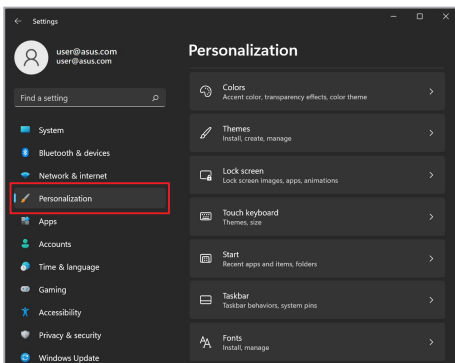 Settings
user@asus.com
user@asus.com
Find a setting
System
Bluetooth & devices
Network & internet
Personalization
Apps
Accounts
Time & language
Gaming
Accessibility
Privacy & security
Windows Update
Personalization
Colors
Accent color, transparency effects, color theme
Themes
Install, create, manage
Lock screen
Lock screen images, apps, animations
Touch keyboard
Themes, size
Start
Recent apps and items, folders
Taskbar
Taskbar behaviors, system pins
Fonts
Install, manage